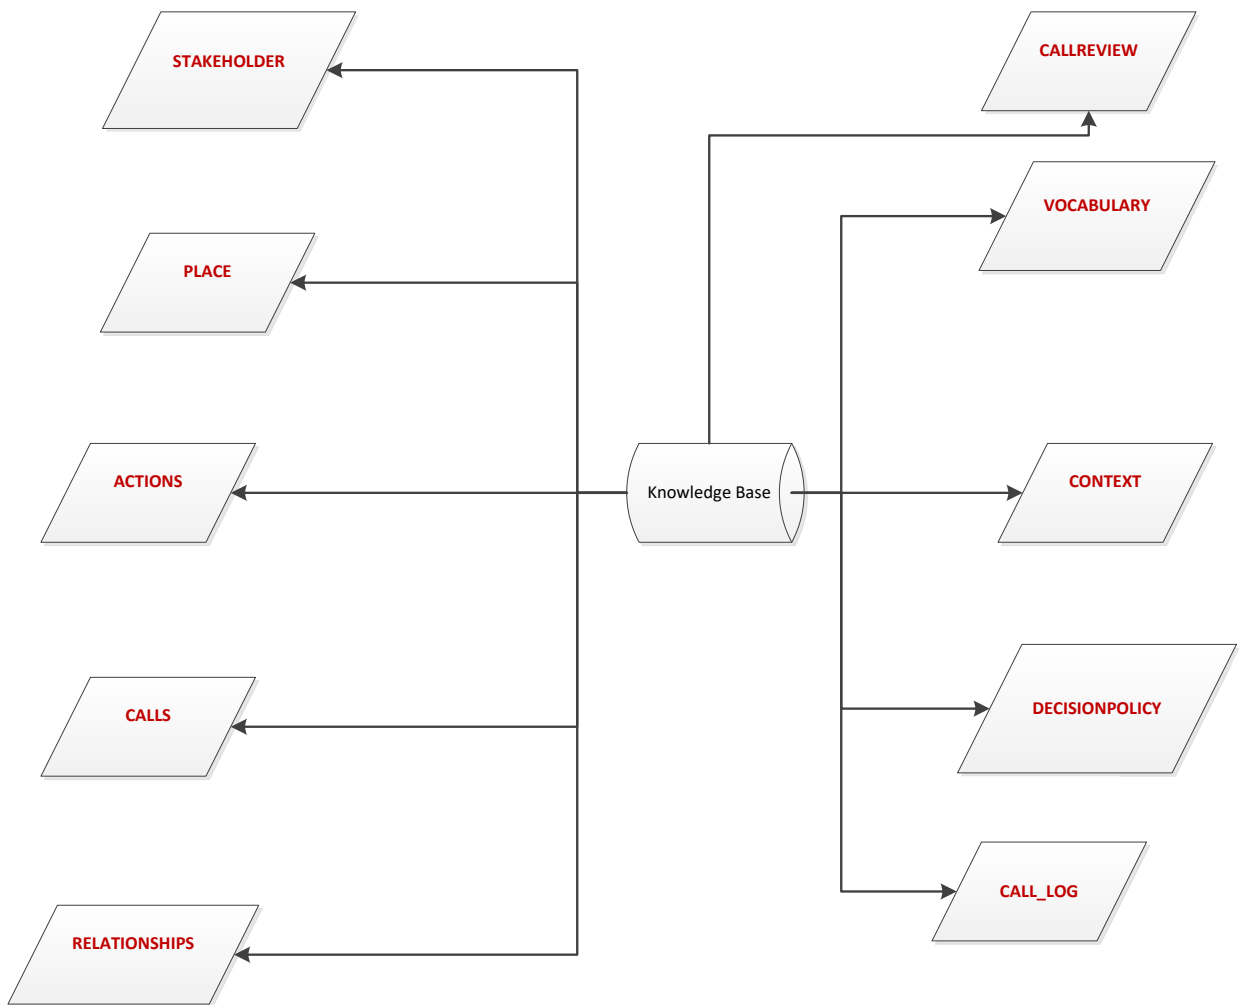 STAKEHOLDER
CALLREVIEW
VOCABULARY
PLACE
ACTIONS
Knowledge Base
CONTEXT
CALLS
DECISIONPOLICY
CALL_LOG
RELATIONSHIPS